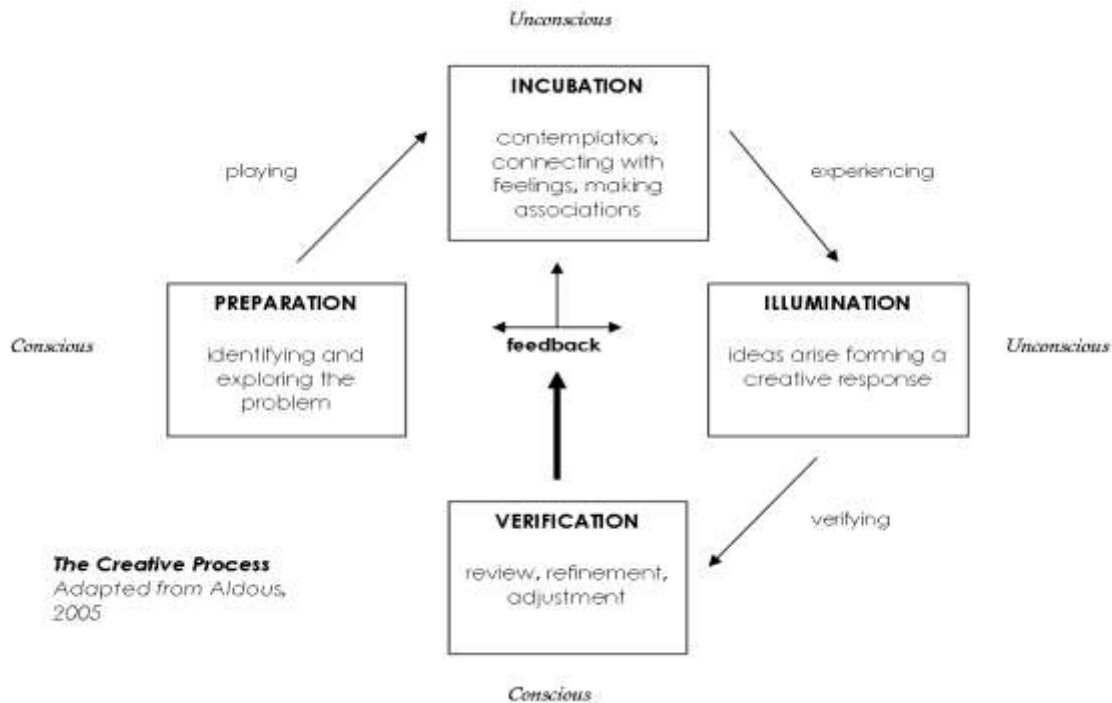 Unconscious
INCUBATION
contemplation,
connecting with
feelings, making
associations
playing
experiencing
PREPARATION
identifying and
exploring the
problem
Conscious
feedback
ILLUMINATION
ideas arise forming a
creative response
Unconscious
VERIFICATION
review, refinement,
adjustment
verifying
The Creative Process
Adapted from Aldous,
2005
Conscious